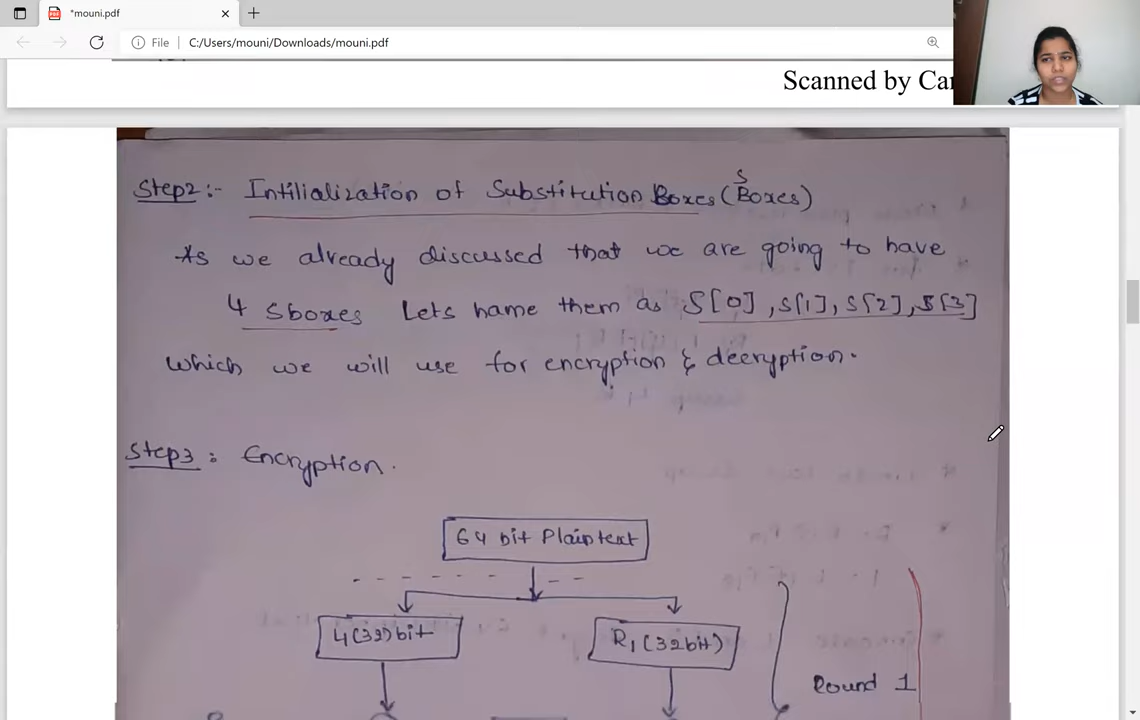 *mouni.pdf
File C:/Users/mouni/Downloads/mouni.pdf
Scanned by Ca
Step2:- Intilialization of Substitution Boxes (S Boxes)
As we already discussed that we are going to have
4 Sboxes Lets name them as S[0], S[1], S[2], S[3]
which we will use for encryption & decryption.
Step3: Encryption.
64 bit Plaintext
L(32) bit R1 (32bit)
Round 1